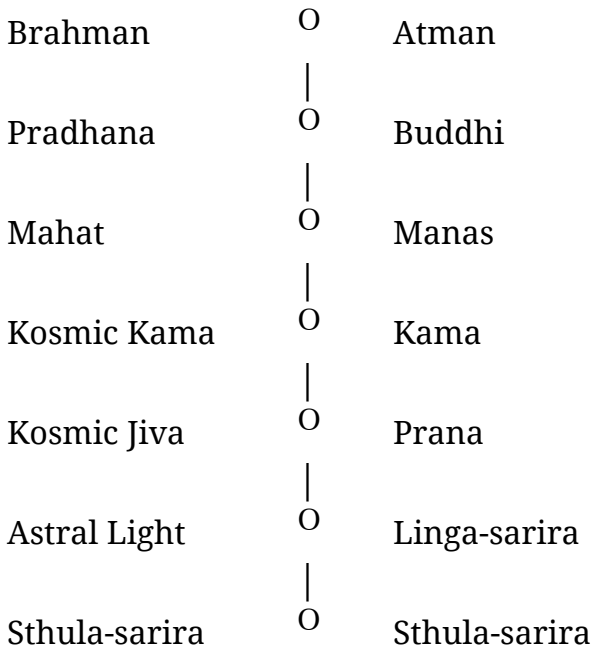 Brahman O Atman
|
Pradhana O Buddhi
|
Mahat O Manas
|
Kosmic Kama O Kama
|
Kosmic Jiva O Prana
|
Astral Light O Linga-sarira
|
Sthula-sarira O Sthula-sarira